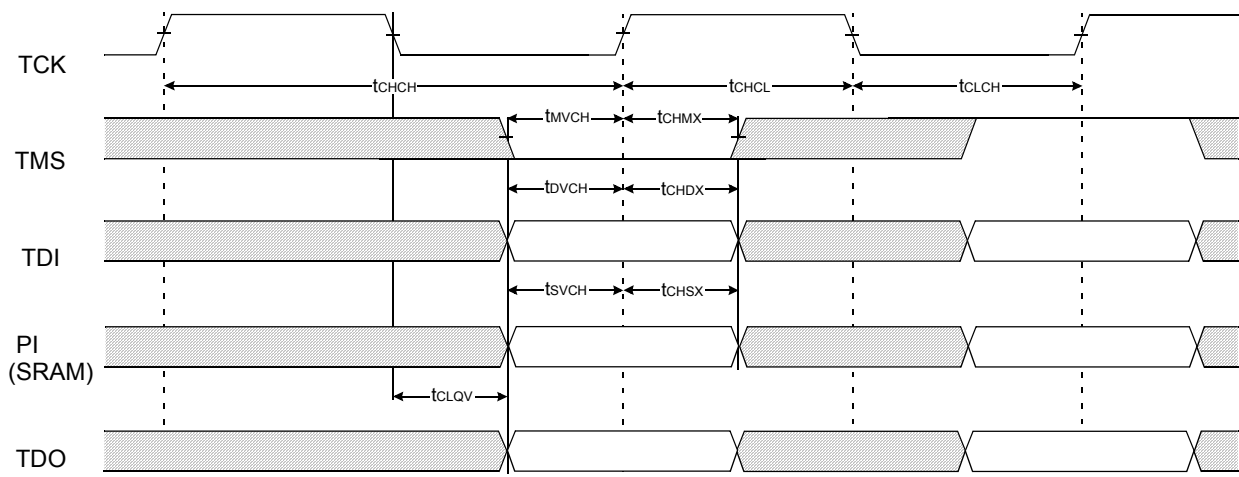 TCK
tCHCH tCHCL tCLCH
tMVCH tCHMX
TMS
tDVCH tCHDX
TDI
tSVCH tCHSX
PI
(SRAM)
tCLQV
TDO